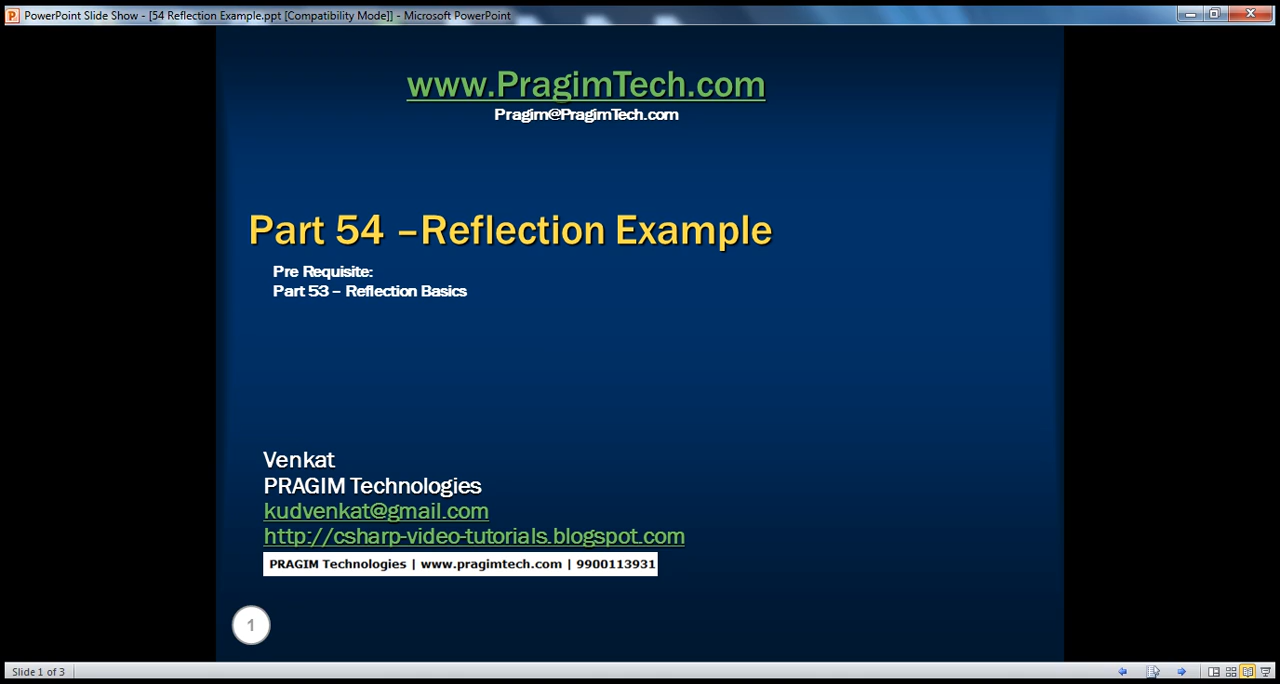 PowerPoint Slide Show - [54 Reflection Example.ppt [Compatibility Mode]] - Microsoft PowerPoint
www.PragimTech.com
Pragim@PragimTech.com
Part 54 –Reflection Example
Pre Requisite:
Part 53 – Reflection Basics
Venkat
PRAGIM Technologies
kudvenkat@gmail.com
http://csharp-video-tutorials.blogspot.com
PRAGIM Technologies | www.pragimtech.com | 9900113931
1
Slide 1 of 3